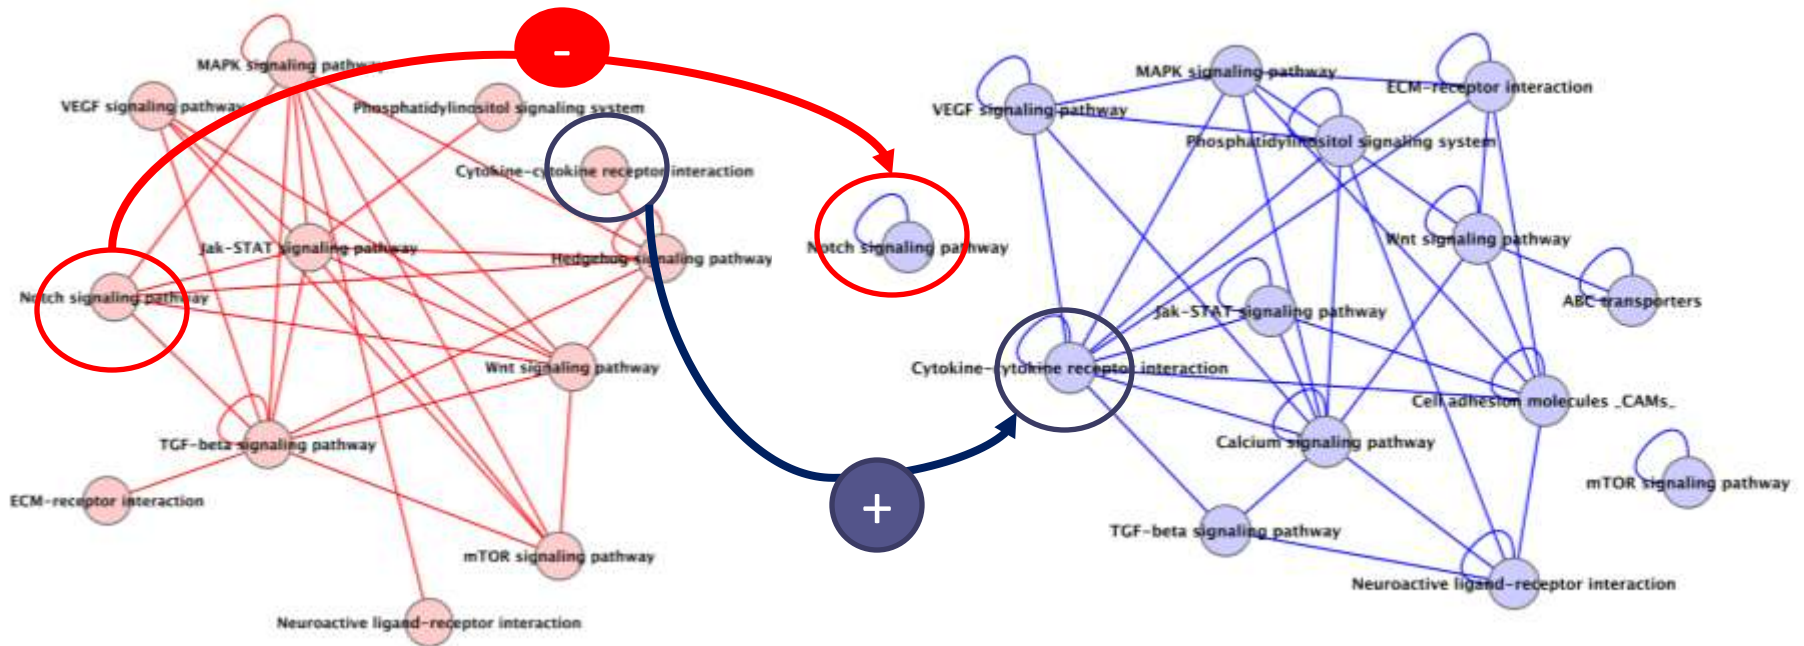 -
MAPK signaling pathway
VEGF signaling pathway
Phosphatidylinositol signaling system
Cytokine-cytokine receptor interaction
Jak-STAT signaling pathway
Hedgehog signaling pathway
Notch signaling pathway
Wnt signaling pathway
TGF-beta signaling pathway
ECM-receptor interaction
mTOR signaling pathway
Neuroactive ligand-receptor interaction
+
MAPK signaling pathway
ECM-receptor interaction
VEGF signaling pathway
Phosphatidylinositol signaling system
Notch signaling pathway
Wnt signaling pathway
ABC transporters
Jak-STAT signaling pathway
Cytokine-cytokine receptor interaction
Cell adhesion molecules _CAMs_
Calcium signaling pathway
mTOR signaling pathway
TGF-beta signaling pathway
Neuroactive ligand-receptor interaction